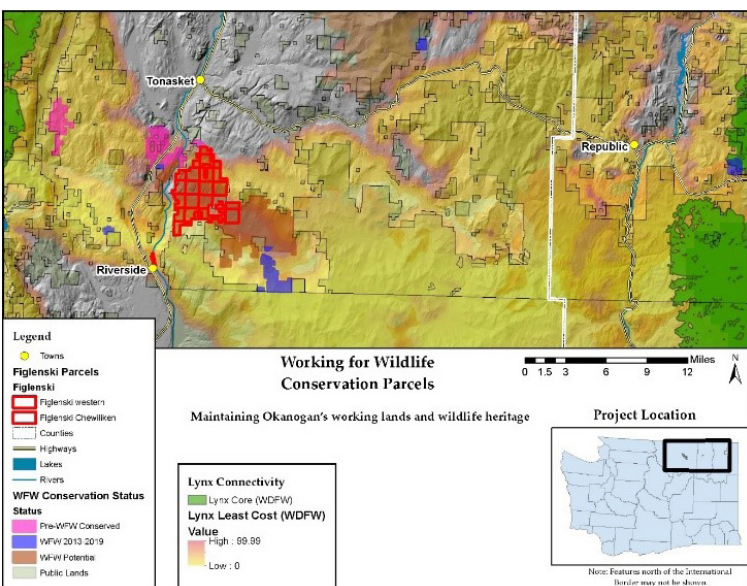 Tonasket
Republic
Riverside
Legend
Towns
Figlenski Parcels
Figlenski
Figlenski western
Figlenski Chewiliken
Counties
Highways
Lakes
Rivers
WFW Conservation Status
Status
Pre-WFW Conserved
WFW 2013-2019
WFW Potential
Public Lands
Working for Wildlife
Conservation Parcels
Maintaining Okanogan's working lands and wildlife heritage
Miles
0 1.5 3 6 9 12
N
Lynx Connectivity
Lynx Core (WDFW)
Lynx Least Cost (WDFW)
Value
High : 99.99
Low : 0
Project Location
Note: Features north of the International
Border may not be shown